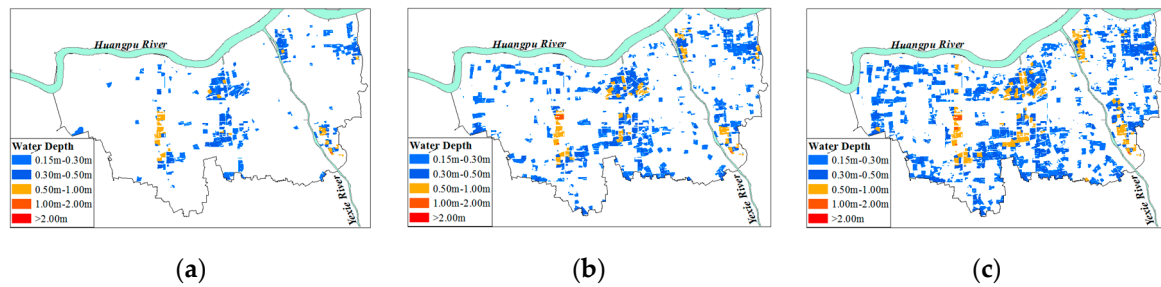 Huangpu River
Water Depth
0.15m-0.30m
0.30m-0.50m
0.50m-1.00m
1.00m-2.00m
>2.00m
Yexie River
(a)
Huangpu River
Water Depth
0.15m-0.30m
0.30m-0.50m
0.50m-1.00m
1.00m-2.00m
>2.00m
Yexie River
(b)
Huangpu River
Water Depth
0.15m-0.30m
0.30m-0.50m
0.50m-1.00m
1.00m-2.00m
>2.00m
Yexie River
(c)